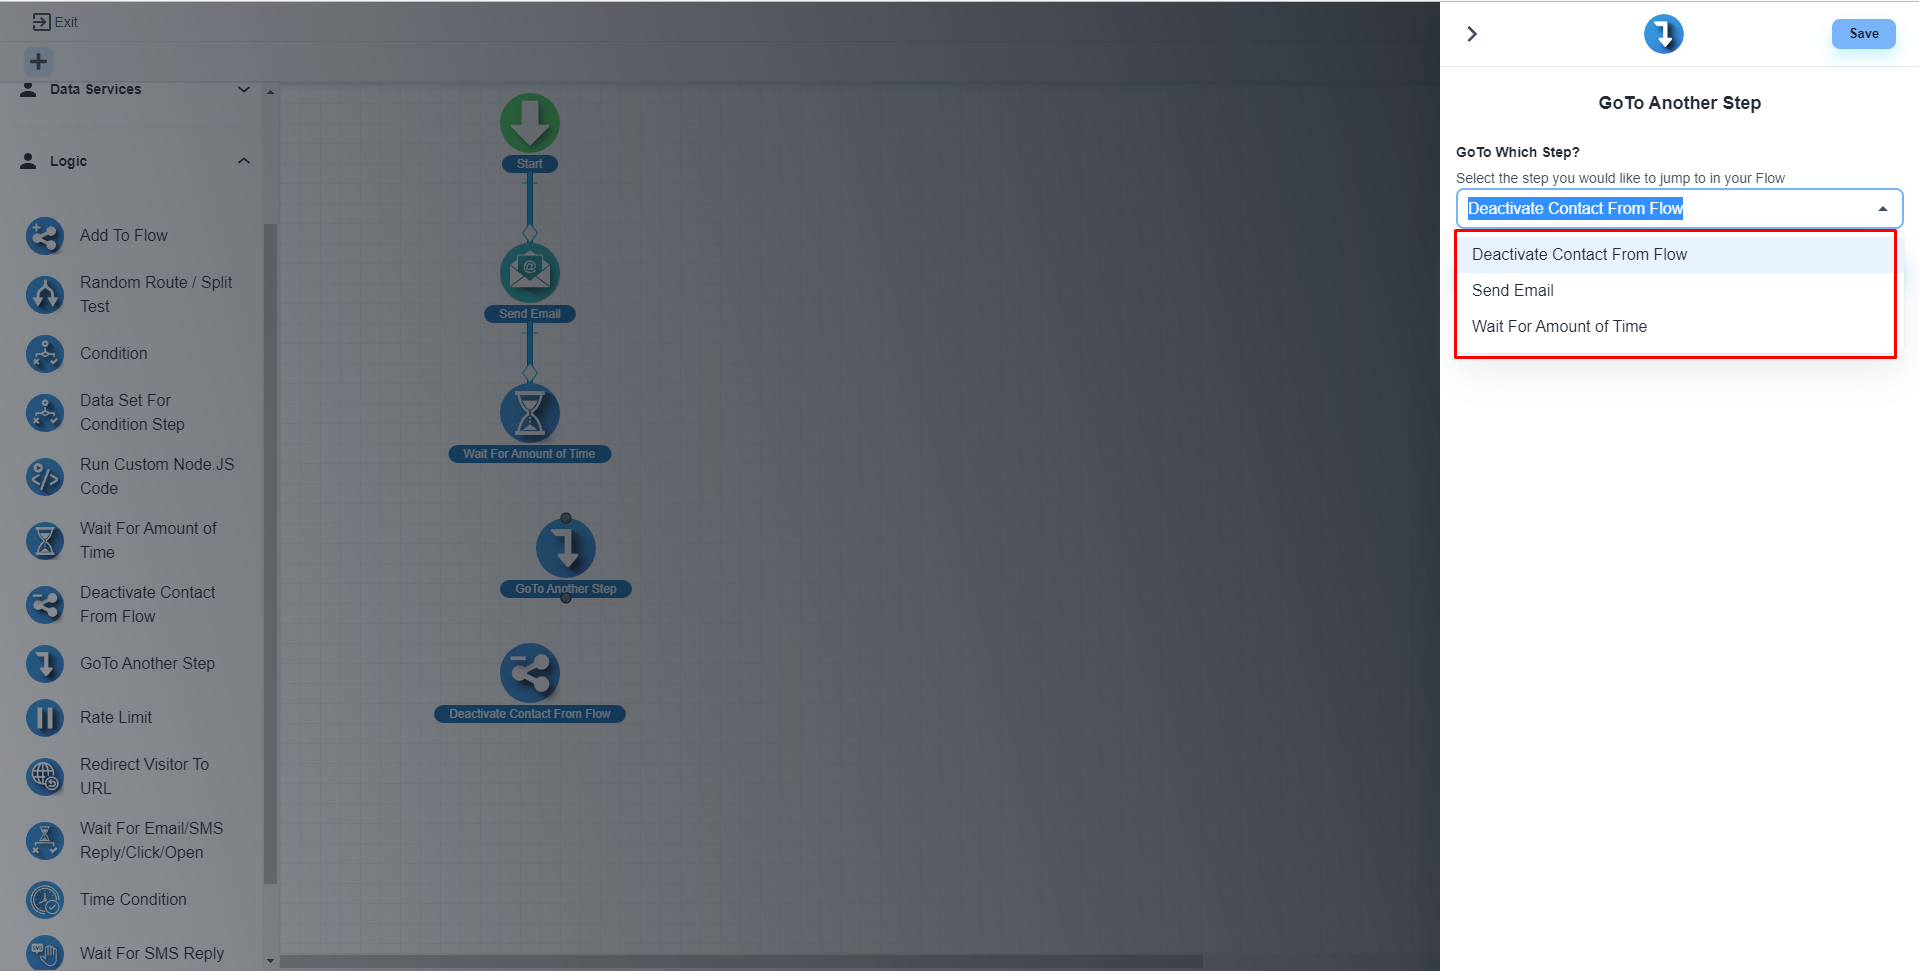 Exit
Data Services
Logic
Add To Flow
Random Route / Split
Test
Condition
Data Set For
Condition Step
Run Custom Node.JS
Code
Wait For Amount of
Time
Deactivate Contact
From Flow
GoTo Another Step
Rate Limit
Redirect Visitor To
URL
Wait For Email/SMS
Reply/Click/Open
Time Condition
Wait For SMS Reply
Start
Send Email
Wait For Amount of Time
GoTo Another Step
Deactivate Contact From Flow
Save
GoTo Another Step
GoTo Which Step?
Select the step you would like to jump to in your Flow
Deactivate Contact From Flow
Deactivate Contact From Flow
Send Email
Wait For Amount of Time